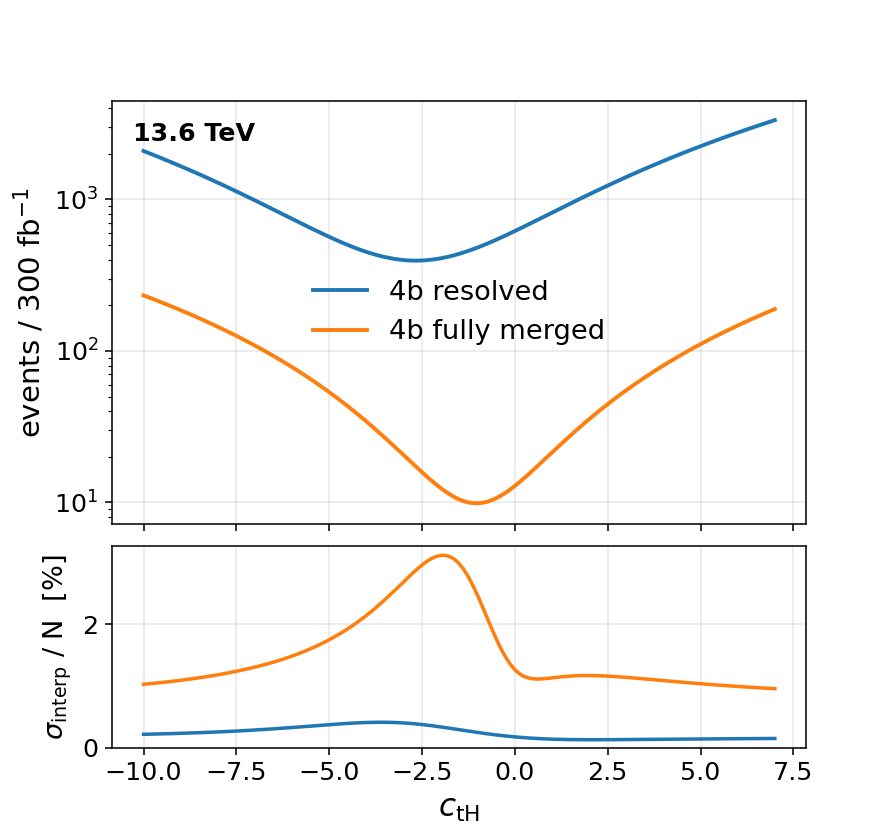 13.6 TeV
events / 300 fb⁻¹
10³
10²
10¹
4b resolved
4b fully merged
σ_interp / N [%]
2
0
−10.0 −7.5 −5.0 −2.5 0.0 2.5 5.0 7.5
c_tH